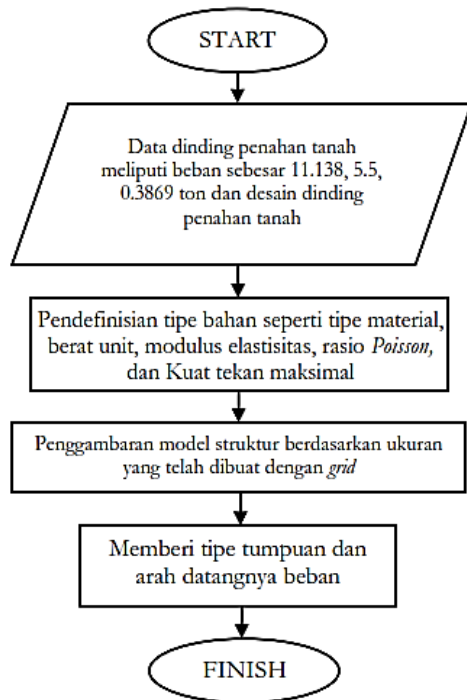 START
Data dinding penahan tanah
meliputi beban sebesar 11.138, 5.5,
0.3869 ton dan desain dinding
penahan tanah
Pendefinisian tipe bahan seperti tipe material,
berat unit, modulus elastisitas, rasio Poisson,
dan Kuat tekan maksimal
Penggambaran model struktur berdasarkan ukuran
yang telah dibuat dengan grid
Memberi tipe tumpuan dan
arah datangnya beban
FINISH